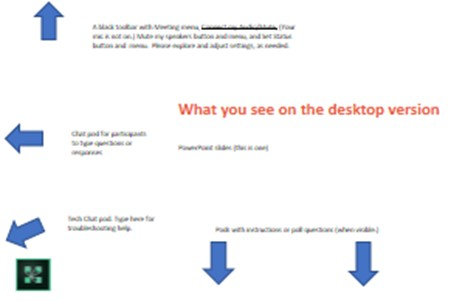 A black toolbar with Meeting menu, Connect my Audio/Mute, (Your
mic is not on.) Mute my speakers button and menu, and Set Status
button and menu. Please explore and adjust settings, as needed.
What you see on the desktop version
Chat pod for participants
to type questions or
responses
PowerPoint slides (this is one)
Tech Chat pod. Type here for
troubleshooting help.
Pods with instructions or poll questions (when visible.)